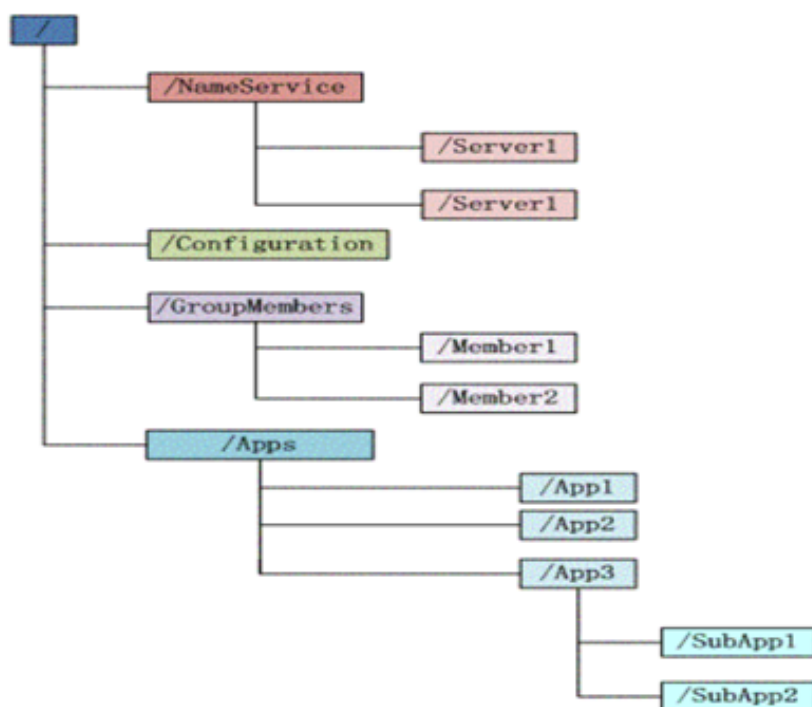 /
/NameService
/Server1
/Server1
/Configuration
/GroupMembers
/Member1
/Member2
/Apps
/App1
/App2
/App3
/SubApp1
/SubApp2